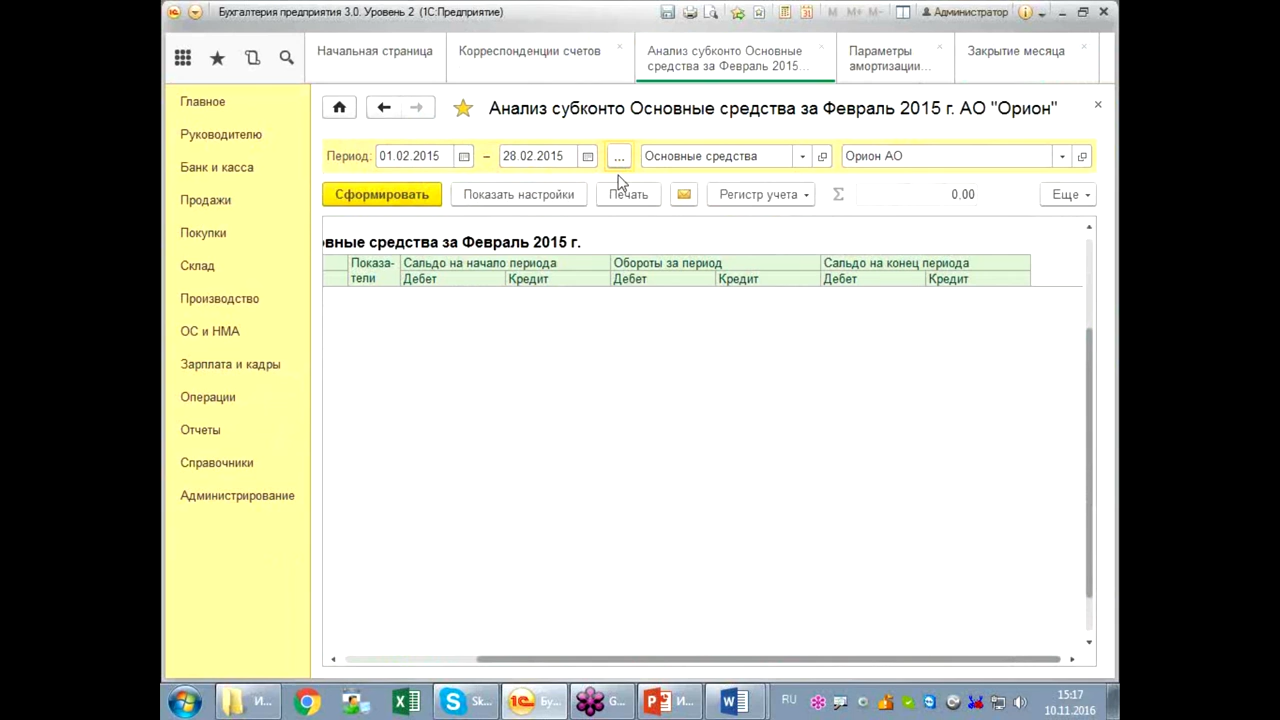 Бухгалтерия предприятия 3.0. Уровень 2 (1С:Предприятие)
M M+ M-
Администратор
Начальная страница
Корреспонденции счетов
Анализ субконто Основные
средства за Февраль 2015...
Параметры
амортизации...
Закрытие месяца
Главное
Руководителю
Банк и касса
Продажи
Покупки
Склад
Производство
ОС и НМА
Зарплата и кадры
Операции
Отчеты
Справочники
Администрирование
Анализ субконто Основные средства за Февраль 2015 г. АО "Орион"
Период: 01.02.2015 – 28.02.2015 ... Основные средства Орион АО
Сформировать Показать настройки Печать Регистр учета Σ 0.00 Еще
овные средства за Февраль 2015 г.
Показа-
тели
Сальдо на начало периода Обороты за период Сальдо на конец периода
Дебет Кредит Дебет Кредит Дебет Кредит
И...
Sk...
Бу...
G...
И...
RU
15:17
10.11.2016